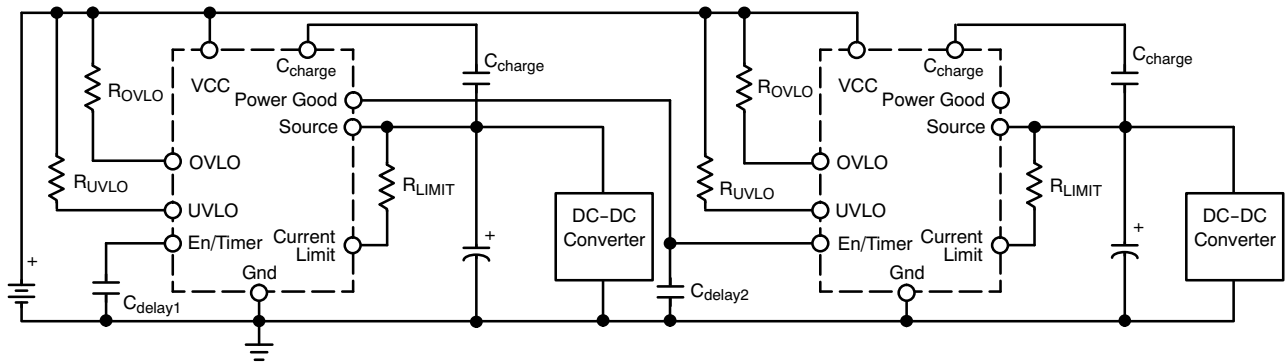 VCC
C_charge
C_charge
R_OVLO
Power Good
Source
OVLO
R_UVLO
R_LIMIT
UVLO
En/Timer
Current
Limit
DC-DC
Converter
Gnd
+
+
C_delay1
C_delay2
VCC
C_charge
C_charge
R_OVLO
Power Good
Source
OVLO
R_UVLO
R_LIMIT
UVLO
En/Timer
Current
Limit
DC-DC
Converter
Gnd
+